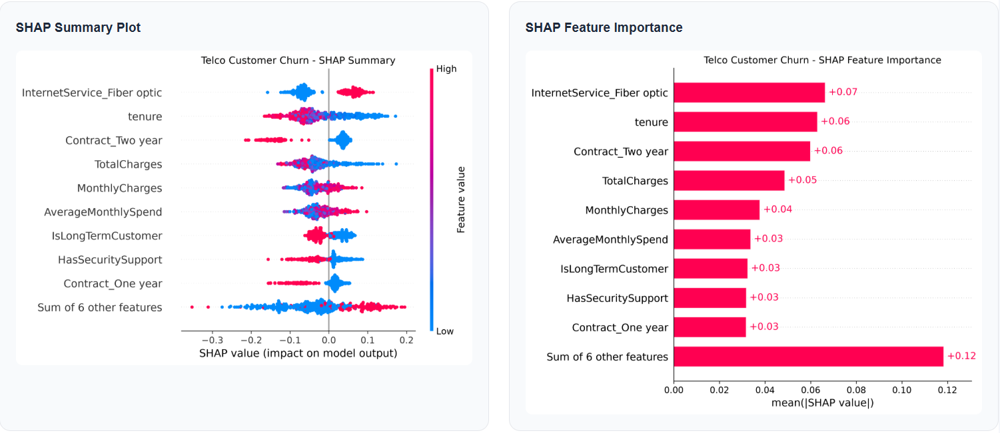 SHAP Summary Plot
Telco Customer Churn - SHAP Summary
High
InternetService_Fiber optic
tenure
Contract_Two year
TotalCharges
MonthlyCharges
AverageMonthlySpend
IsLongTermCustomer
HasSecuritySupport
Contract_One year
Sum of 6 other features
Feature value
Low
−0.3 −0.2 −0.1 0.0 0.1 0.2
SHAP value (impact on model output)
SHAP Feature Importance
Telco Customer Churn - SHAP Feature Importance
InternetService_Fiber optic +0.07
tenure +0.06
Contract_Two year +0.06
TotalCharges +0.05
MonthlyCharges +0.04
AverageMonthlySpend +0.03
IsLongTermCustomer +0.03
HasSecuritySupport +0.03
Contract_One year +0.03
Sum of 6 other features +0.12
0.00 0.02 0.04 0.06 0.08 0.10 0.12
mean(|SHAP value|)